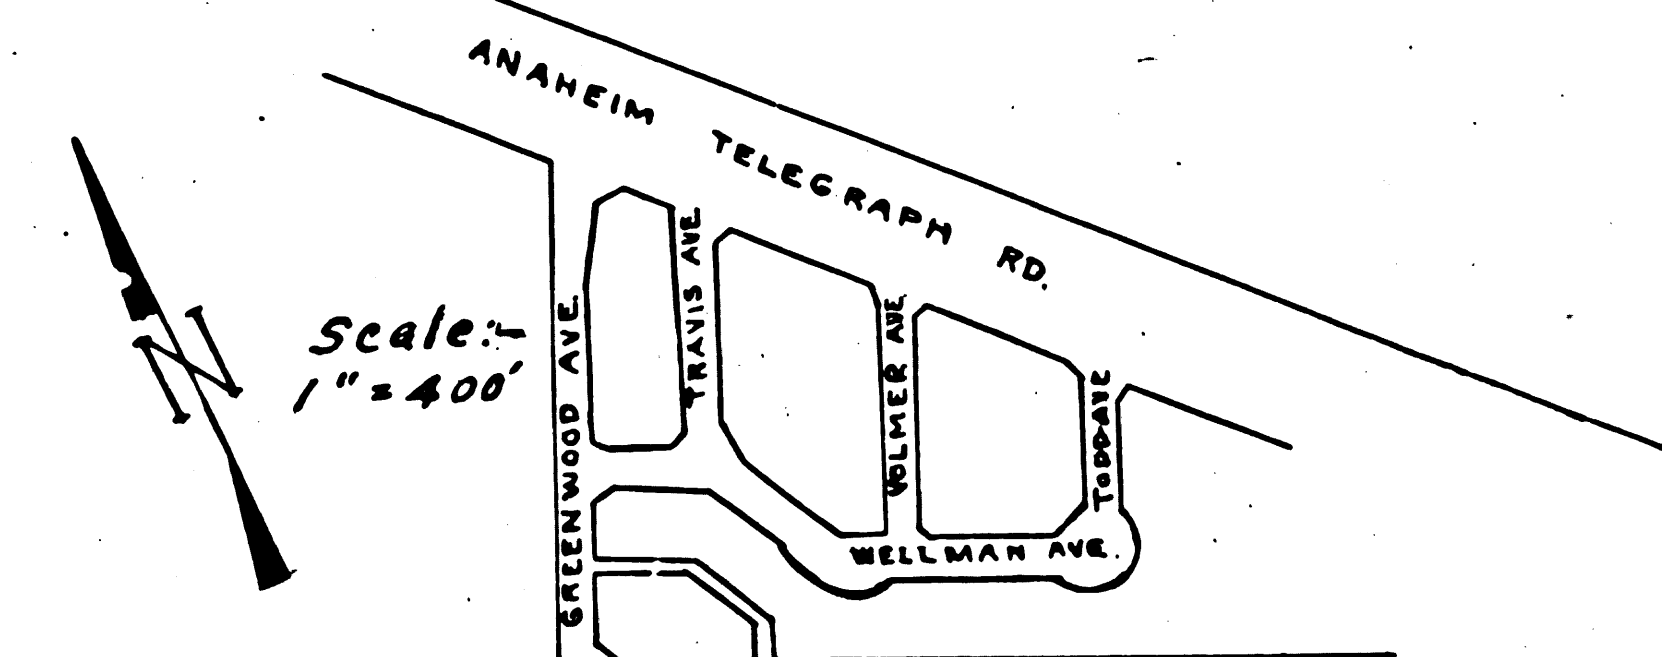 ANAHEIM TELEGRAPH RD.
TRAVIS AVE.
GREENWOOD AVE.
VOLMER AVE.
TODD AVE
WELLMAN AVE.
Scale:-
1" = 400'
N